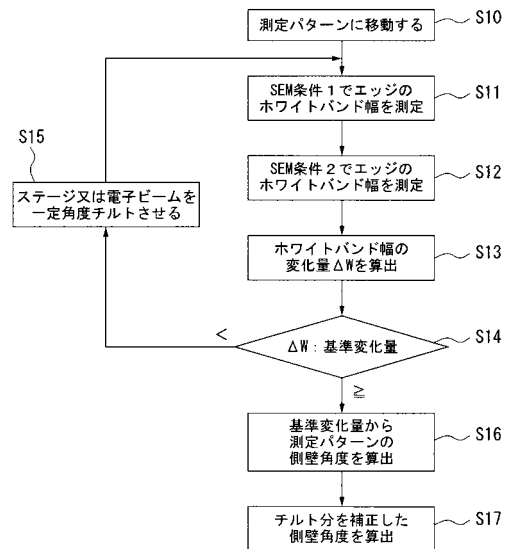 測定パターンに移動する
S10
SEM条件1でエッジの
ホワイトバンド幅を測定
S11
S15
ステージ又は電子ビームを
一定角度チルトさせる
SEM条件2でエッジの
ホワイトバンド幅を測定
S12
ホワイトバンド幅の
変化量ΔWを算出
S13
<
ΔW：基準変化量
S14
≧
基準変化量から
測定パターンの
側壁角度を算出
S16
チルト分を補正した
側壁角度を算出
S17